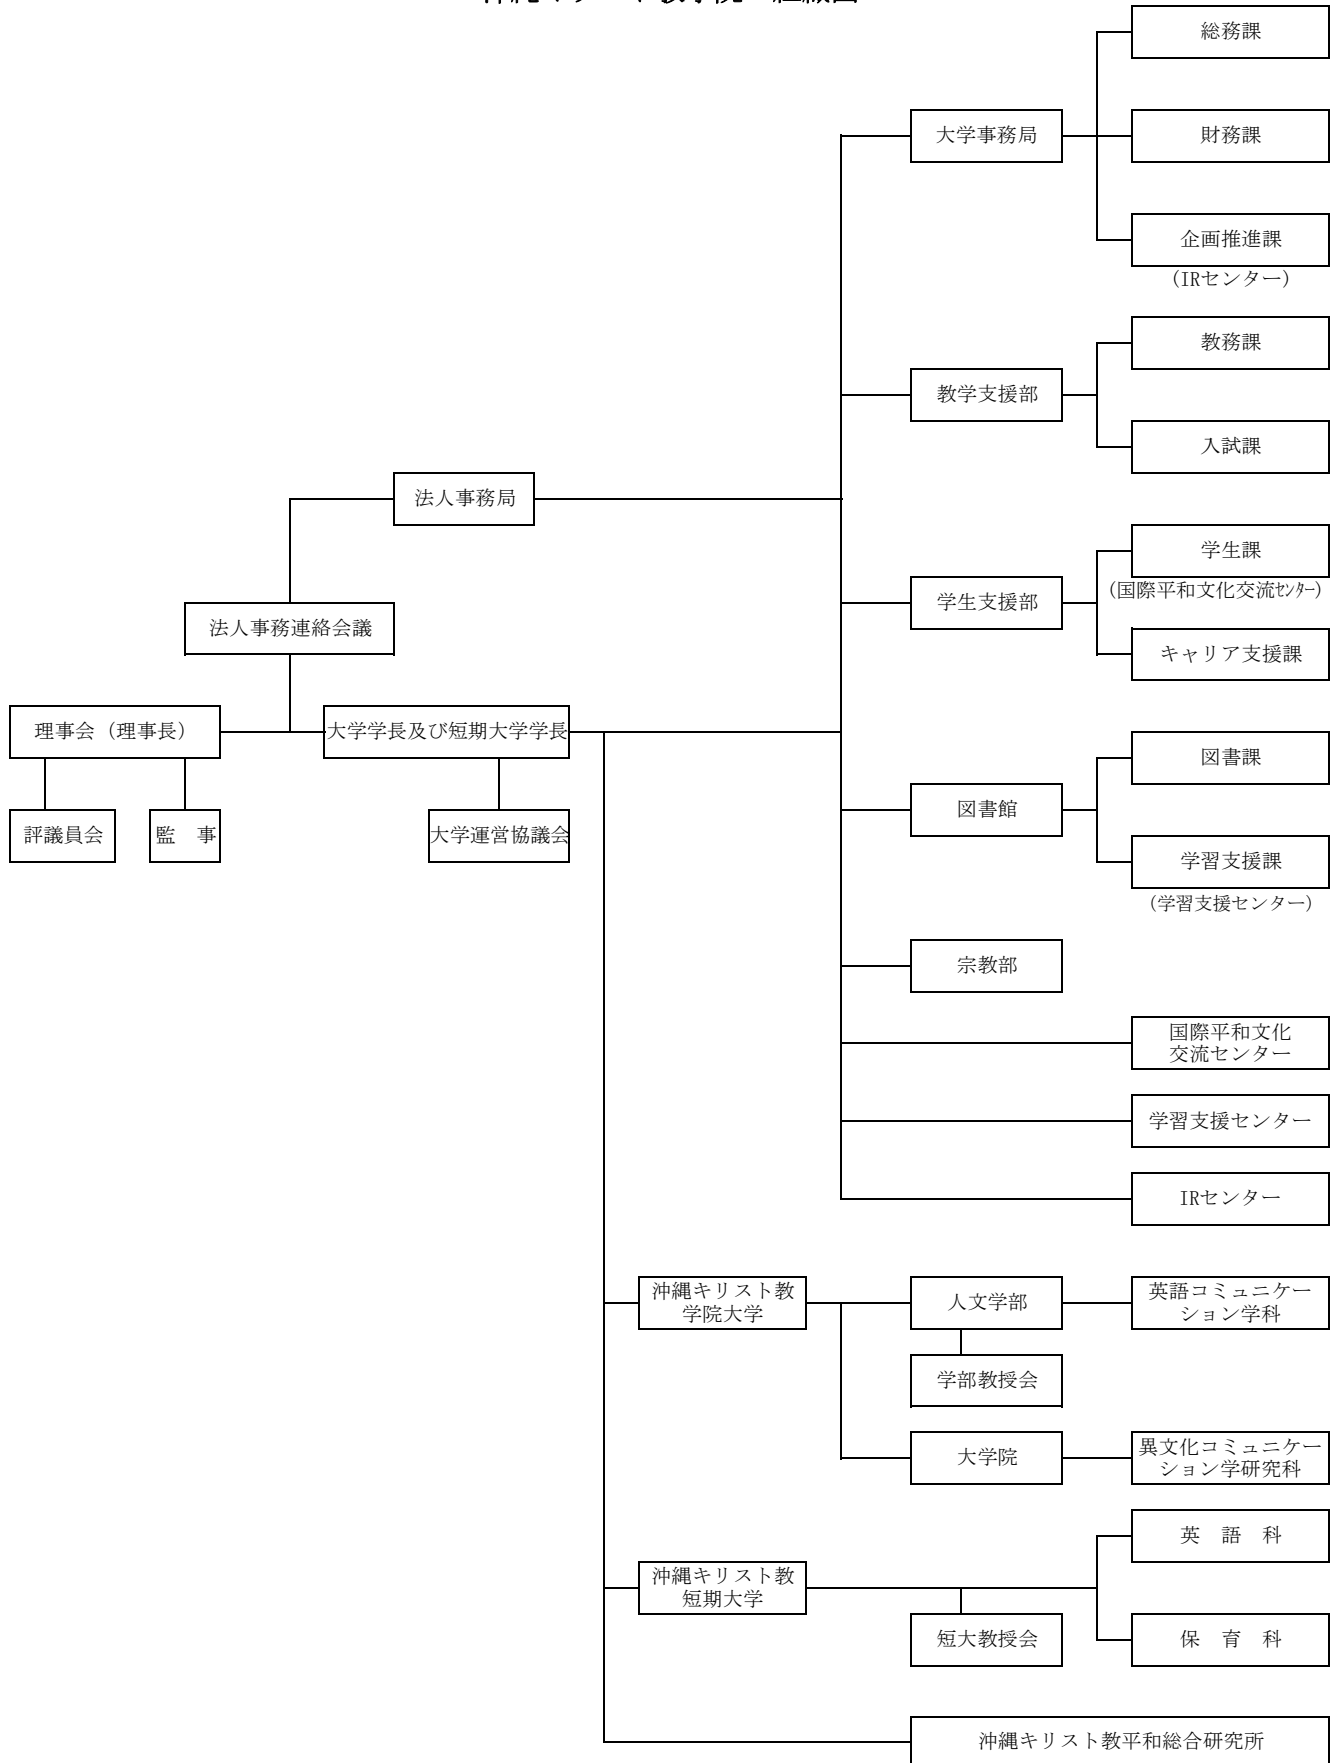 総務課
大学事務局
財務課
企画推進課
(IRセンター)
教務課
教学支援部
入試課
法人事務局
学生課
(国際平和文化交流ｾﾝﾀｰ)
学生支援部
法人事務連絡会議
キャリア支援課
理事会（理事長）
大学学長及び短期大学学長
図書課
評議員会
監　事
大学運営協議会
図書館
学習支援課
(学習支援センター)
宗教部
国際平和文化
交流センター
学習支援センター
IRセンター
沖縄キリスト教
学院大学
人文学部
英語コミュニケー
ション学科
学部教授会
大学院
異文化コミュニケー
ション学研究科
英　語　科
沖縄キリスト教
短期大学
短大教授会
保　育　科
沖縄キリスト教平和総合研究所